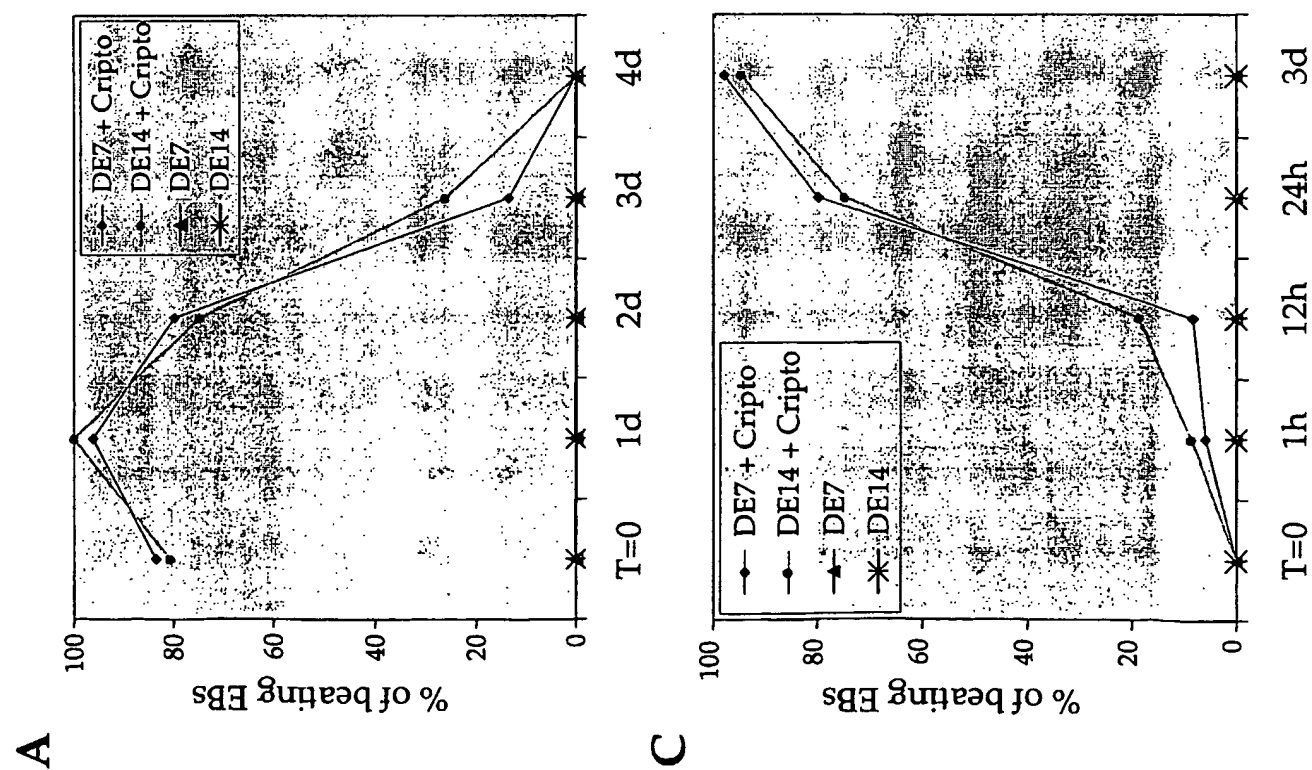 A
% of beating EBs
100
80
60
40
20
0
DE7 + Cripto
DE14 + Cripto
DE7
DE14
T=0
1d
2d
3d
4d
C
% of beating EBs
100
80
60
40
20
0
DE7 + Cripto
DE14 + Cripto
DE7
DE14
T=0
1h
12h
24h
3d